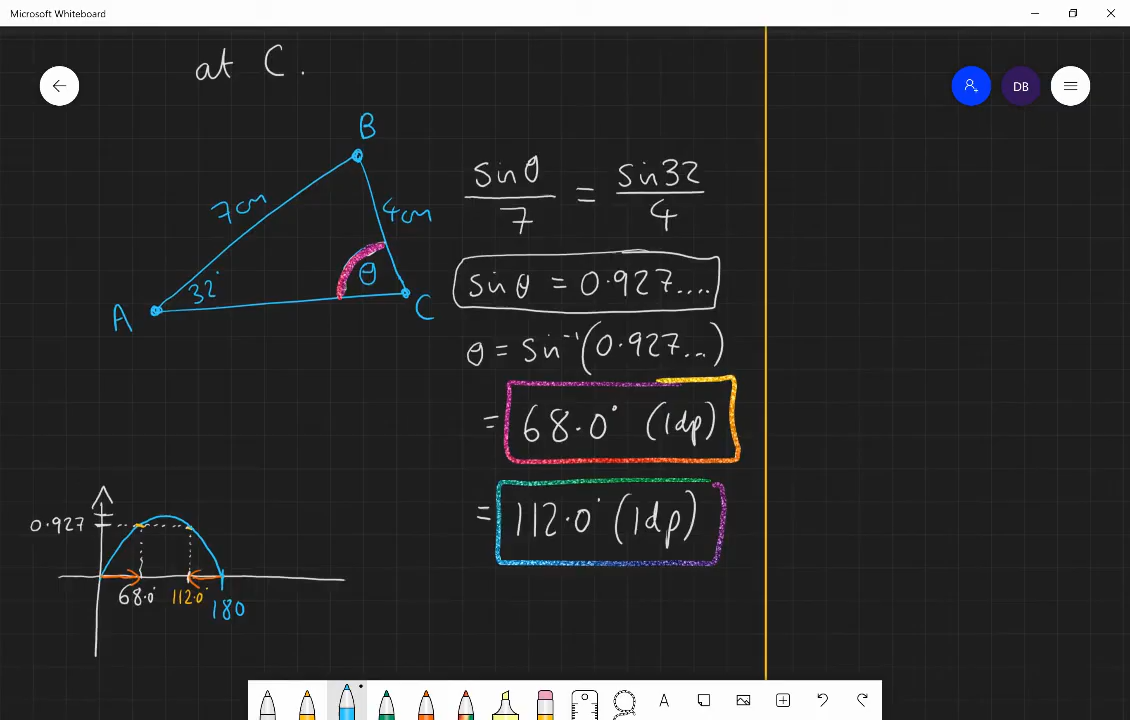 Microsoft Whiteboard
at C.
DB
B
7cm
4cm
32°
θ
A
C
sinθ/7 = sin32/4
sinθ = 0.927....
θ = sin⁻¹(0.927...)
= 68.0° (1dp)
= 112.0° (1dp)
0.927
68.0°
112.0°
180
A